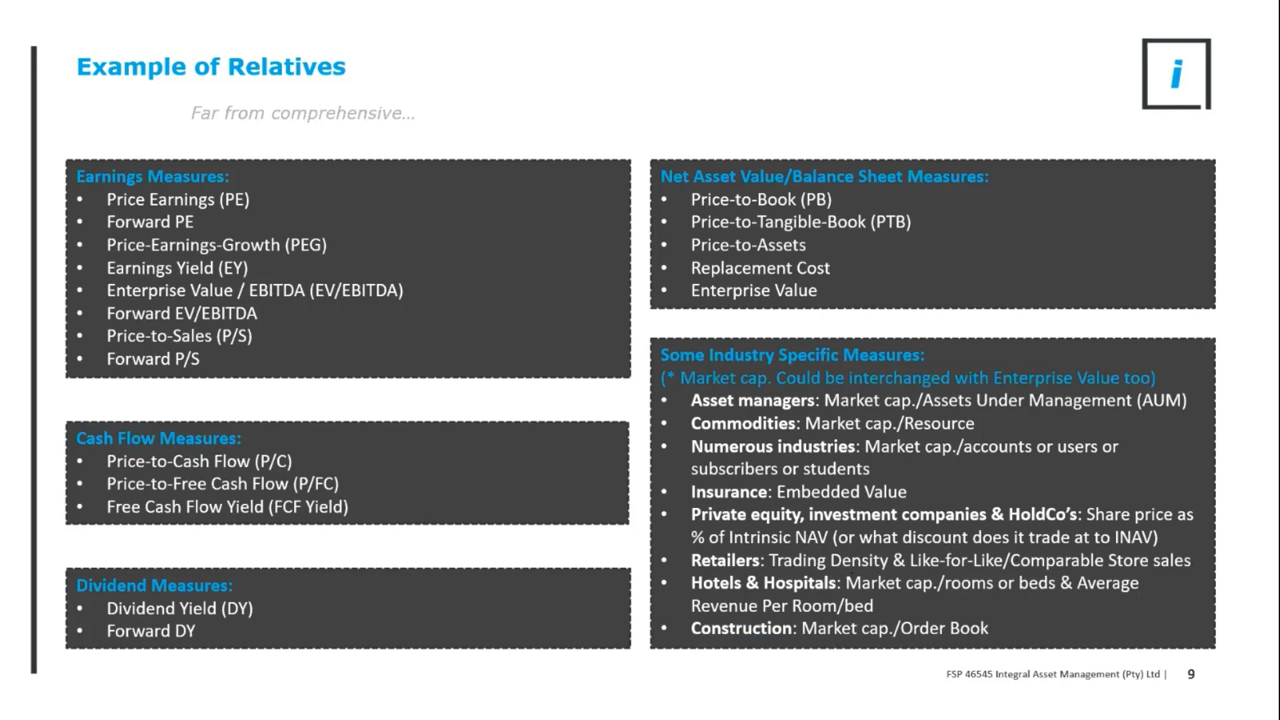 Example of Relatives
i
Far from comprehensive...
Earnings Measures:
• Price Earnings (PE)
• Forward PE
• Price-Earnings-Growth (PEG)
• Earnings Yield (EY)
• Enterprise Value / EBITDA (EV/EBITDA)
• Forward EV/EBITDA
• Price-to-Sales (P/S)
• Forward P/S
Cash Flow Measures:
• Price-to-Cash Flow (P/C)
• Price-to-Free Cash Flow (P/FC)
• Free Cash Flow Yield (FCF Yield)
Dividend Measures:
• Dividend Yield (DY)
• Forward DY
Net Asset Value/Balance Sheet Measures:
• Price-to-Book (PB)
• Price-to-Tangible-Book (PTB)
• Price-to-Assets
• Replacement Cost
• Enterprise Value
Some Industry Specific Measures:
(* Market cap. Could be interchanged with Enterprise Value too)
• Asset managers: Market cap./Assets Under Management (AUM)
• Commodities: Market cap./Resource
• Numerous industries: Market cap./accounts or users or
subscribers or students
• Insurance: Embedded Value
• Private equity, investment companies & HoldCo's: Share price as
% of Intrinsic NAV (or what discount does it trade at to INAV)
• Retailers: Trading Density & Like-for-Like/Comparable Store sales
• Hotels & Hospitals: Market cap./rooms or beds & Average
Revenue Per Room/bed
• Construction: Market cap./Order Book
FSP 46545 Integral Asset Management (Pty) Ltd | 9